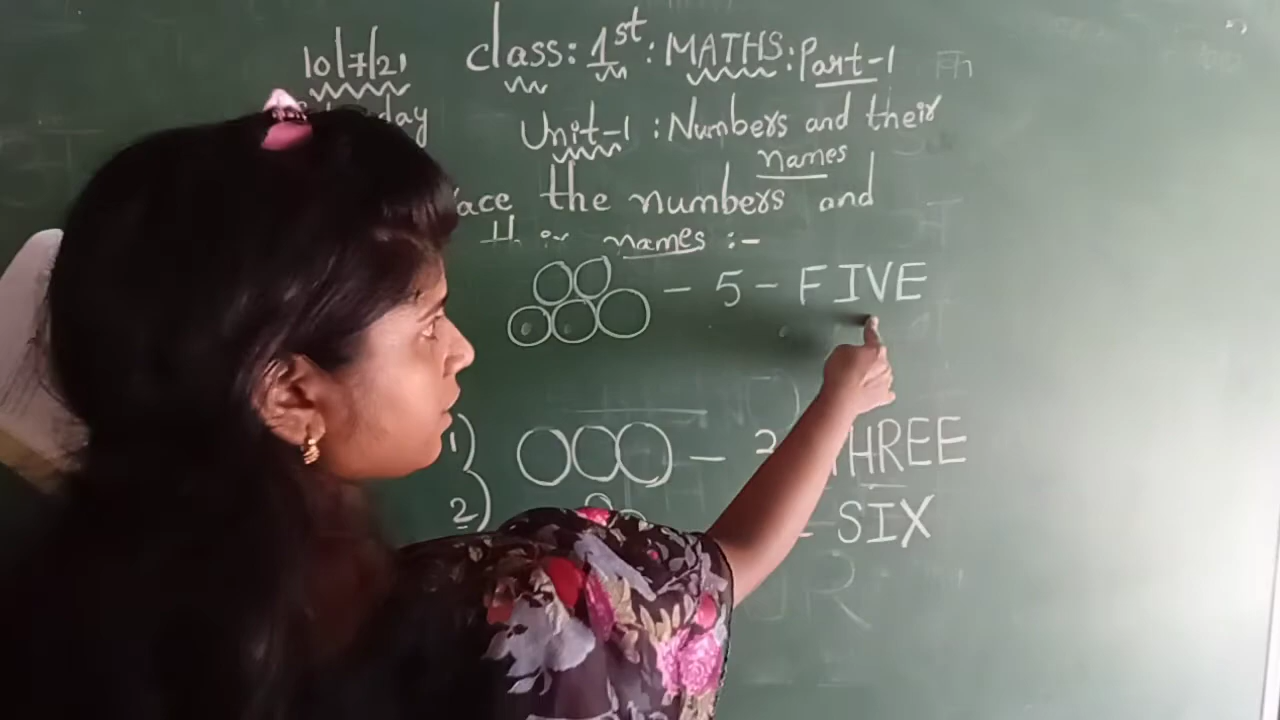 10/7/21 class: 1st: MATHS: Part-1
Unit-1: Numbers and their
names
the numbers and
names :-
- 5 - FIVE
1) - 3 THREE
2) - SIX